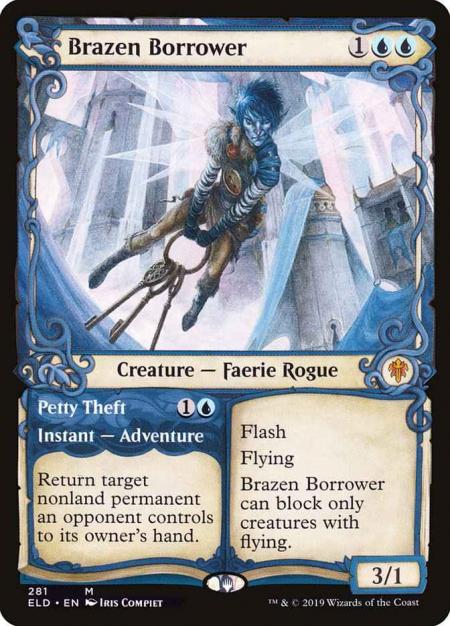 Brazen Borrower 1
Creature — Faerie Rogue
Petty Theft 1
Instant — Adventure
Return target
nonland permanent
an opponent controls
to its owner's hand.
Flash
Flying
Brazen Borrower
can block only
creatures with
flying.
3/1
281 M
ELD • EN Iris Compiet
™ & © 2019 Wizards of the Coast